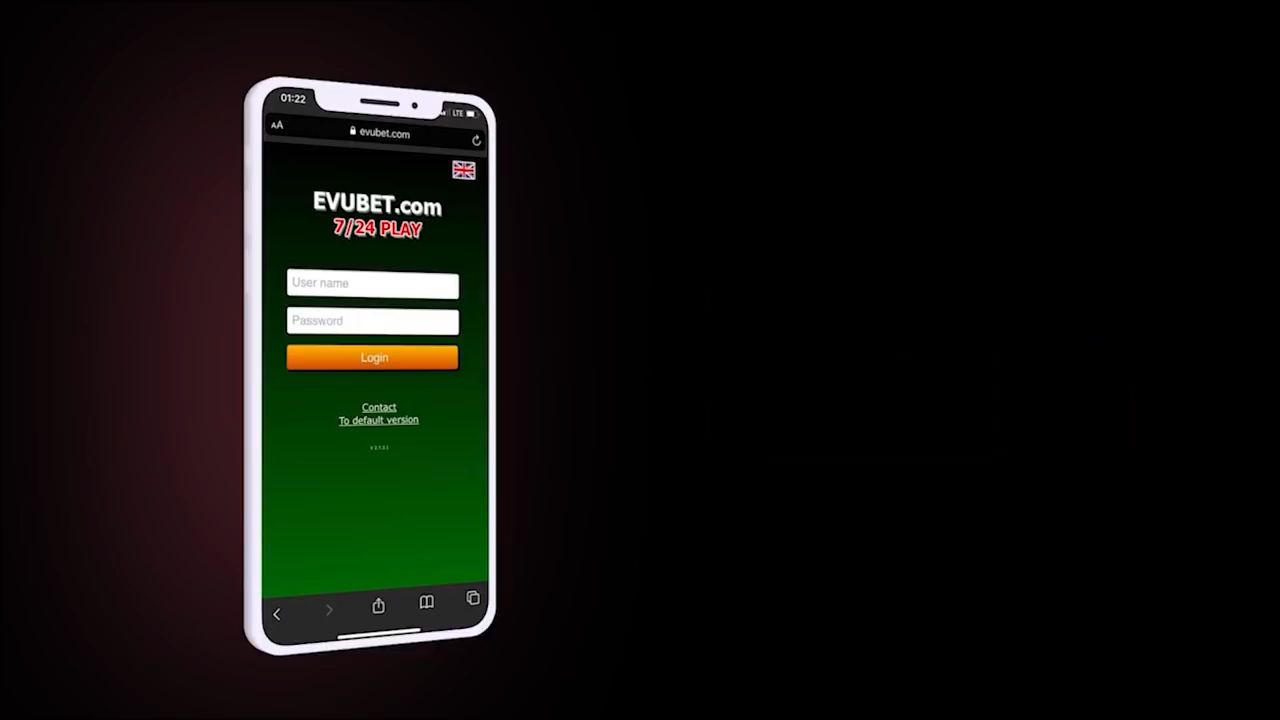 01:22
LTE
AA
evubet.com
EVUBET.com
7/24 PLAY
User name
Password
Login
Contact
To default version